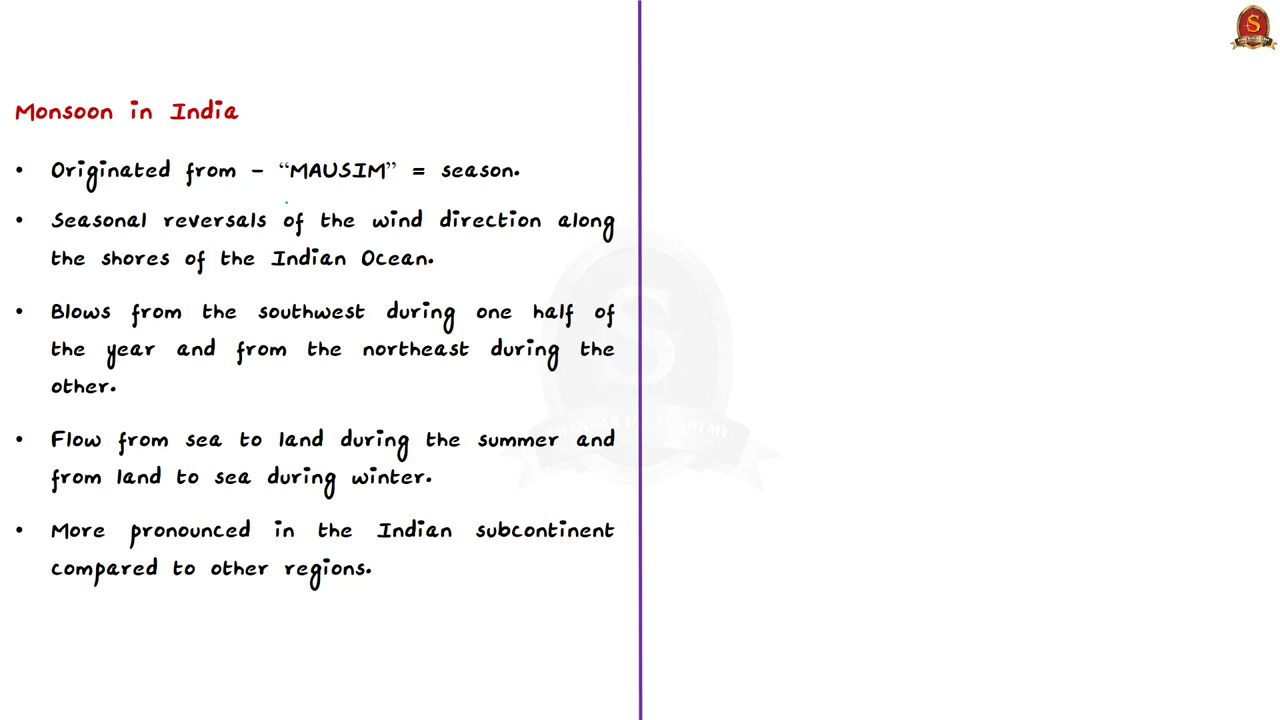 Monsoon in India
• Originated from – “MAUSIM” = season.
• Seasonal reversals of the wind direction along
the shores of the Indian Ocean.
• Blows from the southwest during one half of
the year and from the northeast during the
other.
• Flow from sea to land during the summer and
from land to sea during winter.
• More pronounced in the Indian subcontinent
compared to other regions.